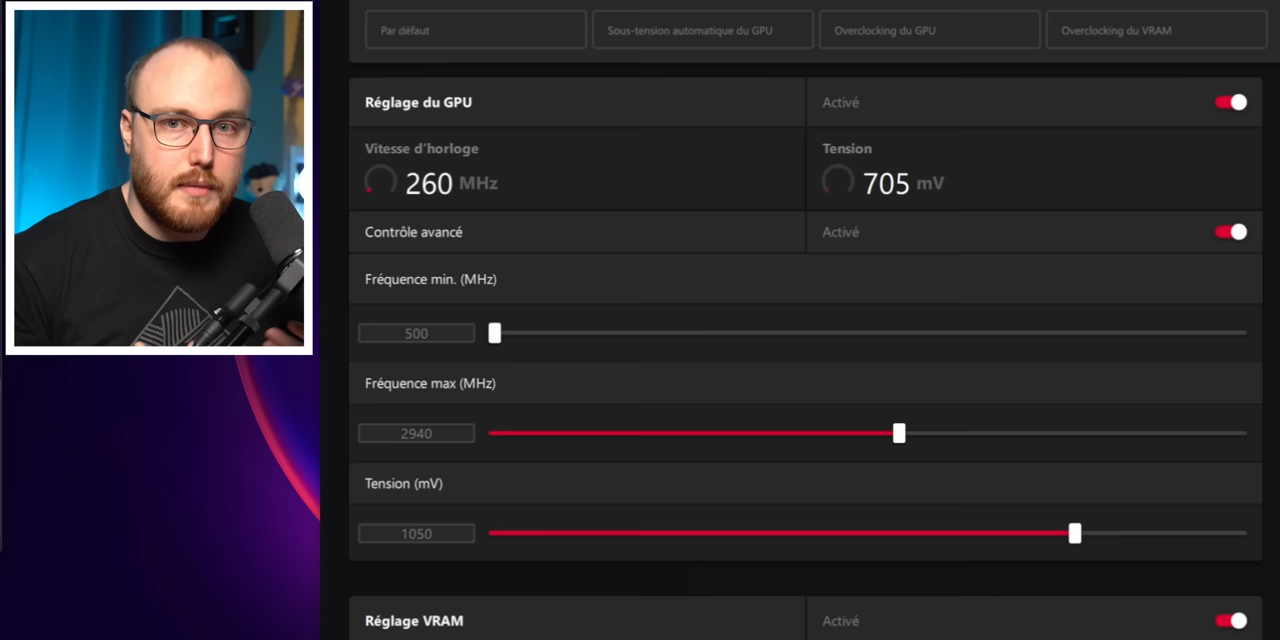 Par défaut
Sous-tension automatique du GPU
Overclocking du GPU
Overclocking du VRAM
Réglage du GPU
Activé
Vitesse d'horloge
Tension
260 MHz
705 mV
Contrôle avancé
Activé
Fréquence min. (MHz)
500
Fréquence max (MHz)
2940
Tension (mV)
1050
Réglage VRAM
Activé